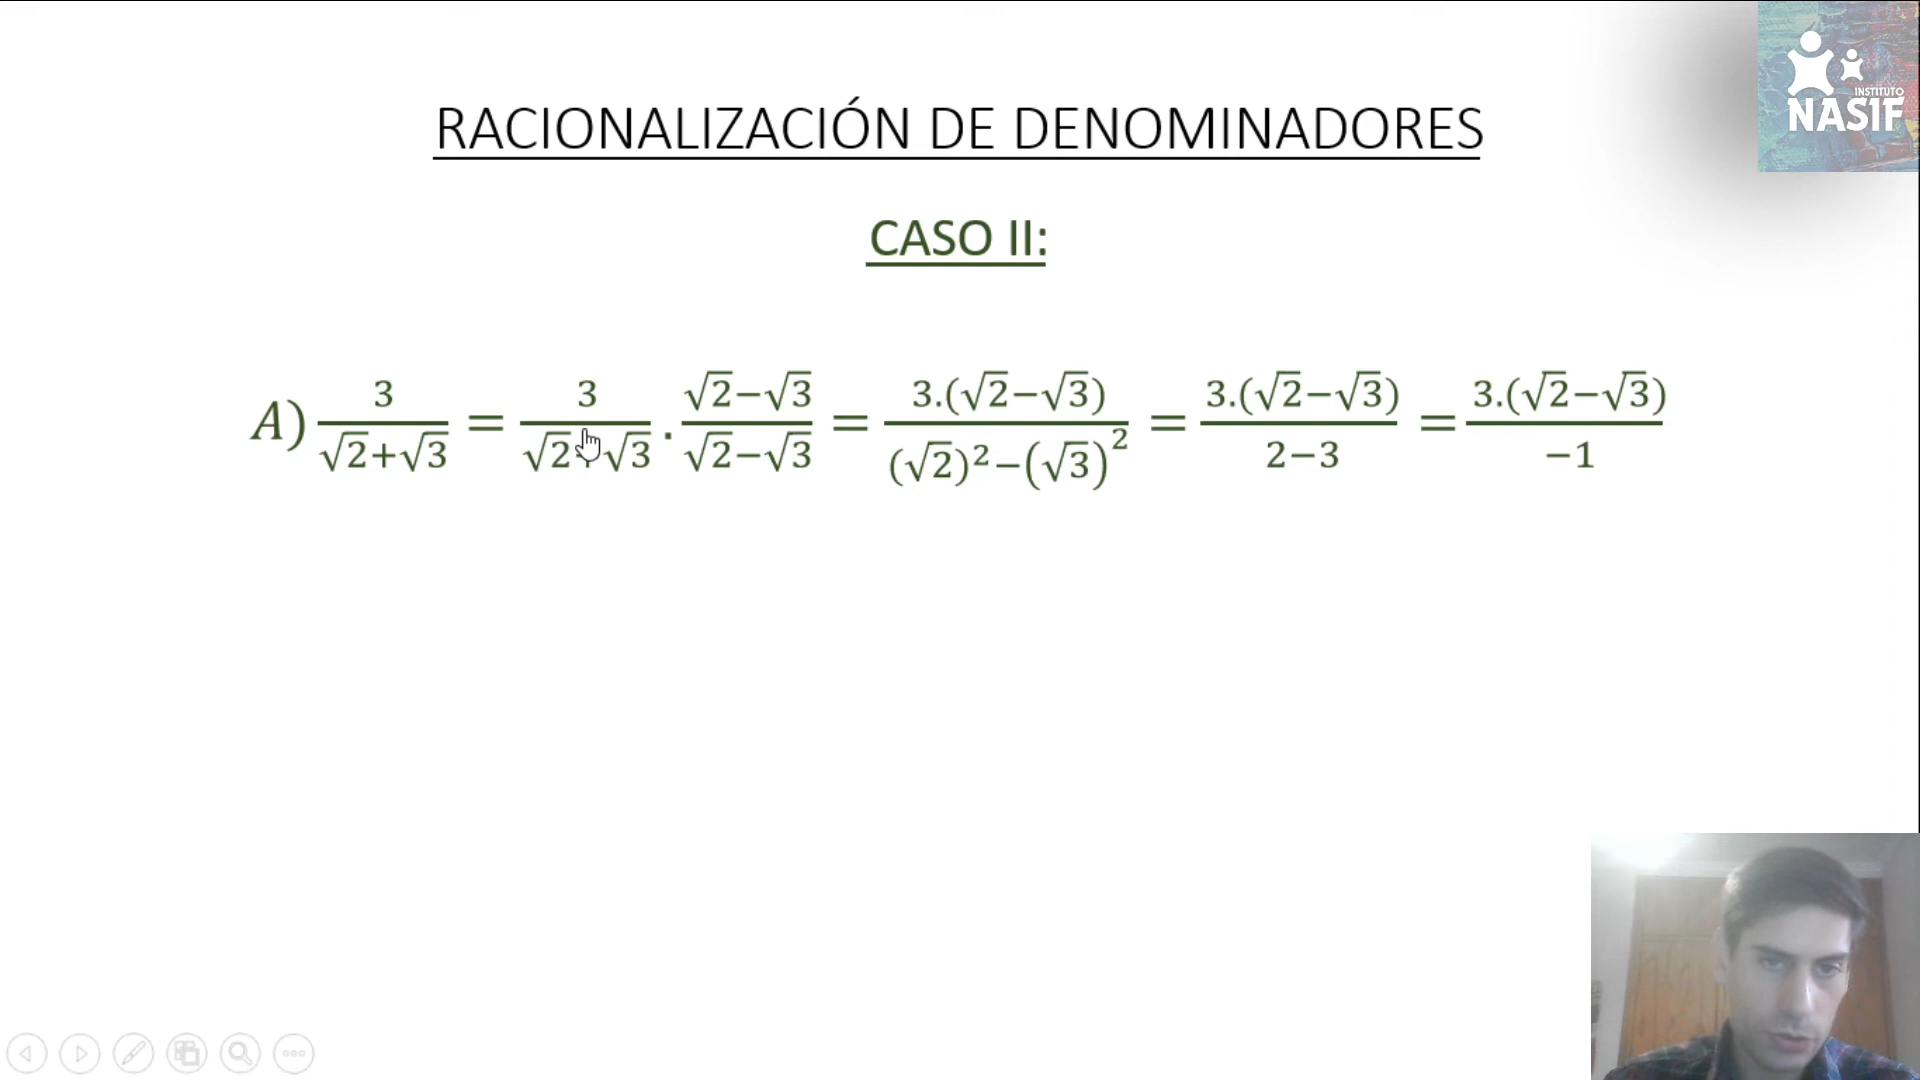 INSTITUTO
NASIF
RACIONALIZACIÓN DE DENOMINADORES
CASO II:
A) 3/(√2+√3) = 3/(√2+√3) . (√2−√3)/(√2−√3) = 3.(√2−√3)/((√2)²−(√3)²) = 3.(√2−√3)/(2−3) = 3.(√2−√3)/(−1)